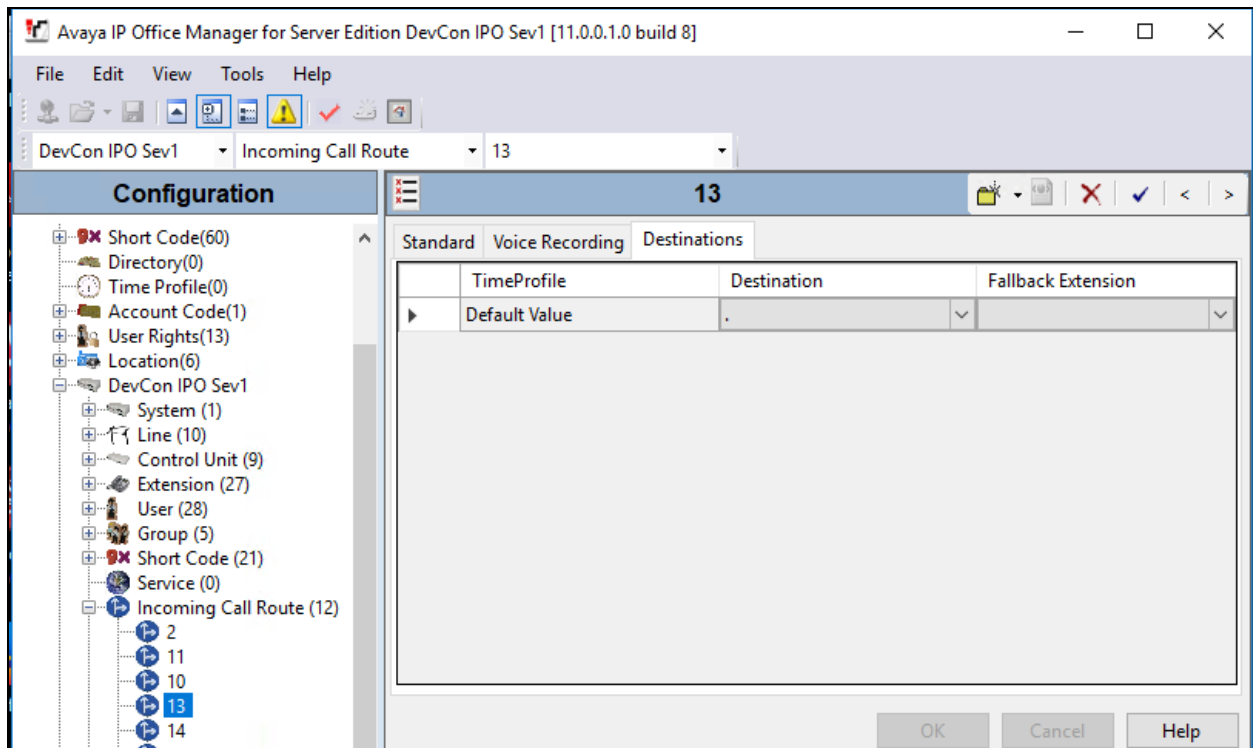 Avaya IP Office Manager for Server Edition DevCon IPO Sev1 [11.0.0.1.0 build 8]
File Edit View Tools Help
DevCon IPO Sev1 Incoming Call Route 13
Configuration
13
Short Code(60)
Directory(0)
Time Profile(0)
Account Code(1)
User Rights(13)
Location(6)
DevCon IPO Sev1
System (1)
Line (10)
Control Unit (9)
Extension (27)
User (28)
Group (5)
Short Code (21)
Service (0)
Incoming Call Route (12)
2
11
10
13
14
Standard Voice Recording Destinations
TimeProfile Destination Fallback Extension
Default Value .
OK Cancel Help